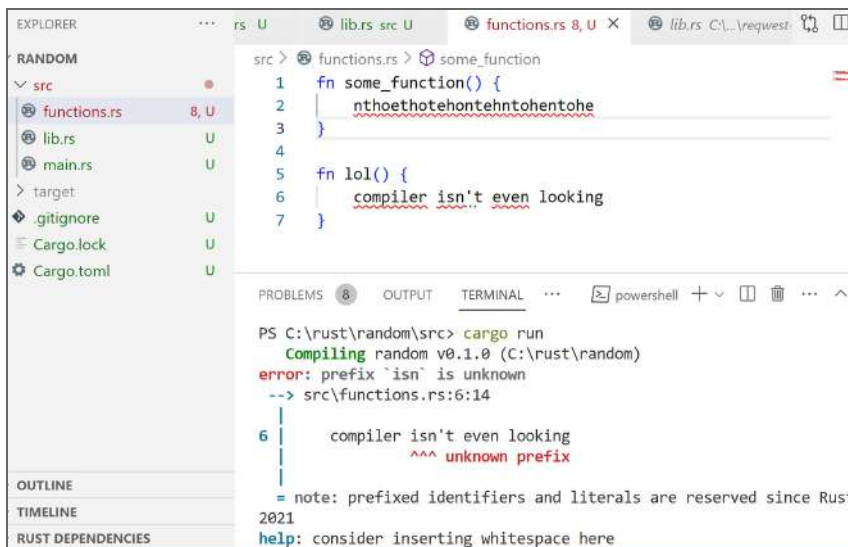 EXPLORER ...
rs U lib.rs src U functions.rs 8, U × lib.rs C:\...\reqwest-
RANDOM
src > functions.rs > some_function
src
functions.rs 8, U
lib.rs U
main.rs U
target
.gitignore U
Cargo.lock U
Cargo.toml U
1 fn some_function() {
2 nthoethotehontehntohentohe
3 }
4
5 fn lol() {
6 compiler isn't even looking
7 }
PROBLEMS 8 OUTPUT TERMINAL ... powershell
PS C:\rust\random\src> cargo run
Compiling random v0.1.0 (C:\rust\random)
error: prefix `isn` is unknown
--> src\functions.rs:6:14
|
6 | compiler isn't even looking
| ^^^ unknown prefix
|
= note: prefixed identifiers and literals are reserved since Rust
2021
help: consider inserting whitespace here
OUTLINE
TIMELINE
RUST DEPENDENCIES